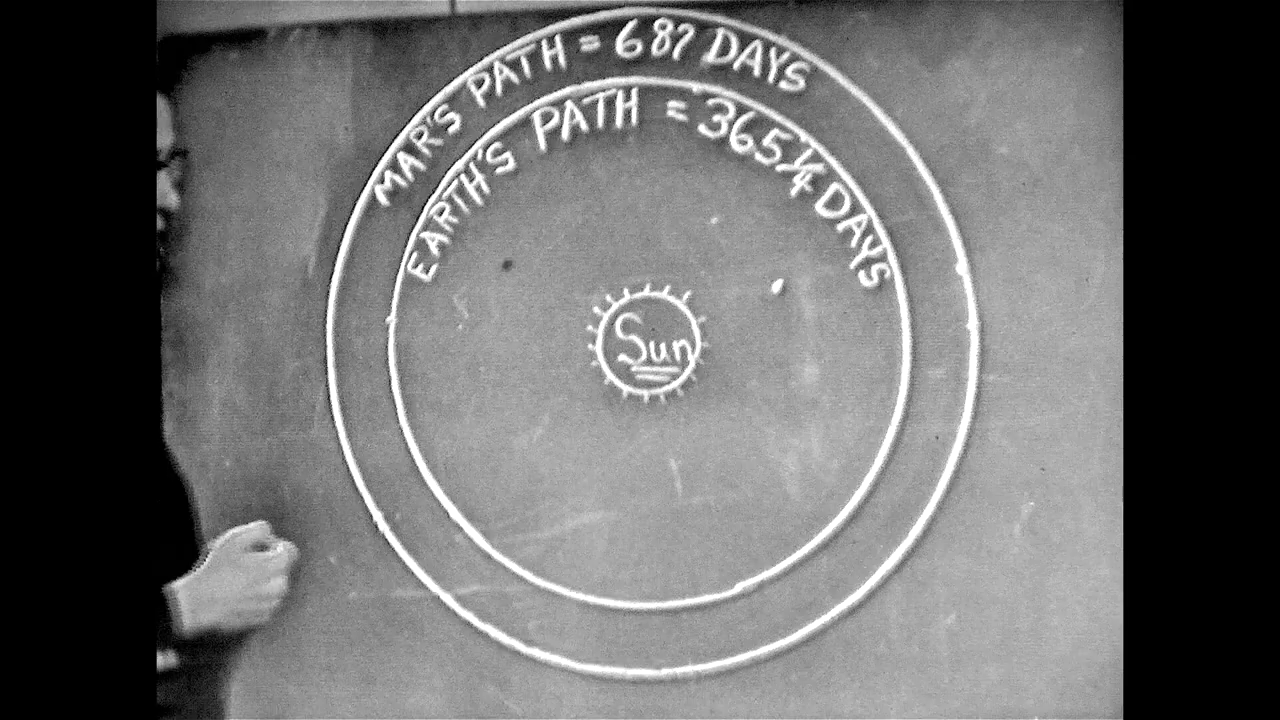 MAR'S PATH = 687 DAYS
EARTH'S PATH = 365¼ DAYS
Sun